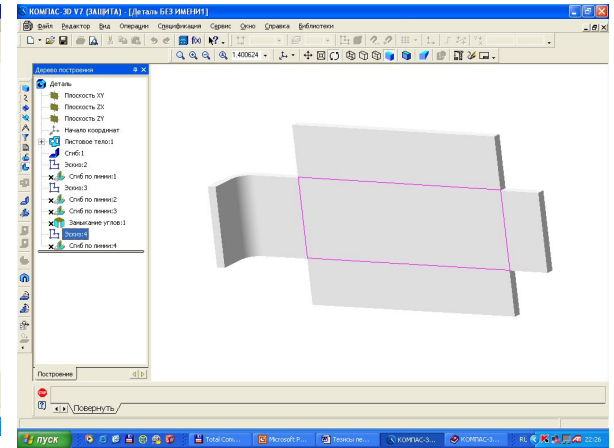 КОМПАС-3D V7 (ЗАЩИТА) - [Деталь БЕЗ ИМЕНИ1]
Файл Редактор Вид Операции Спецификация Сервис Окно Справка Библиотеки
1.400624
Дерево построения
Деталь
Плоскость XY
Плоскость ZX
Плоскость ZY
Начало координат
Листовое тело:1
Сгиб:1
Эскиз:2
Сгиб по линии:1
Эскиз:3
Сгиб по линии:2
Сгиб по линии:3
Замыкание углов:1
Эскиз:4
Сгиб по линии:4
Построение
Повернуть
пуск Total Com... Microsoft P... Тезисы пе... КОМПАС-3... КОМПАС-3... RL 22:26